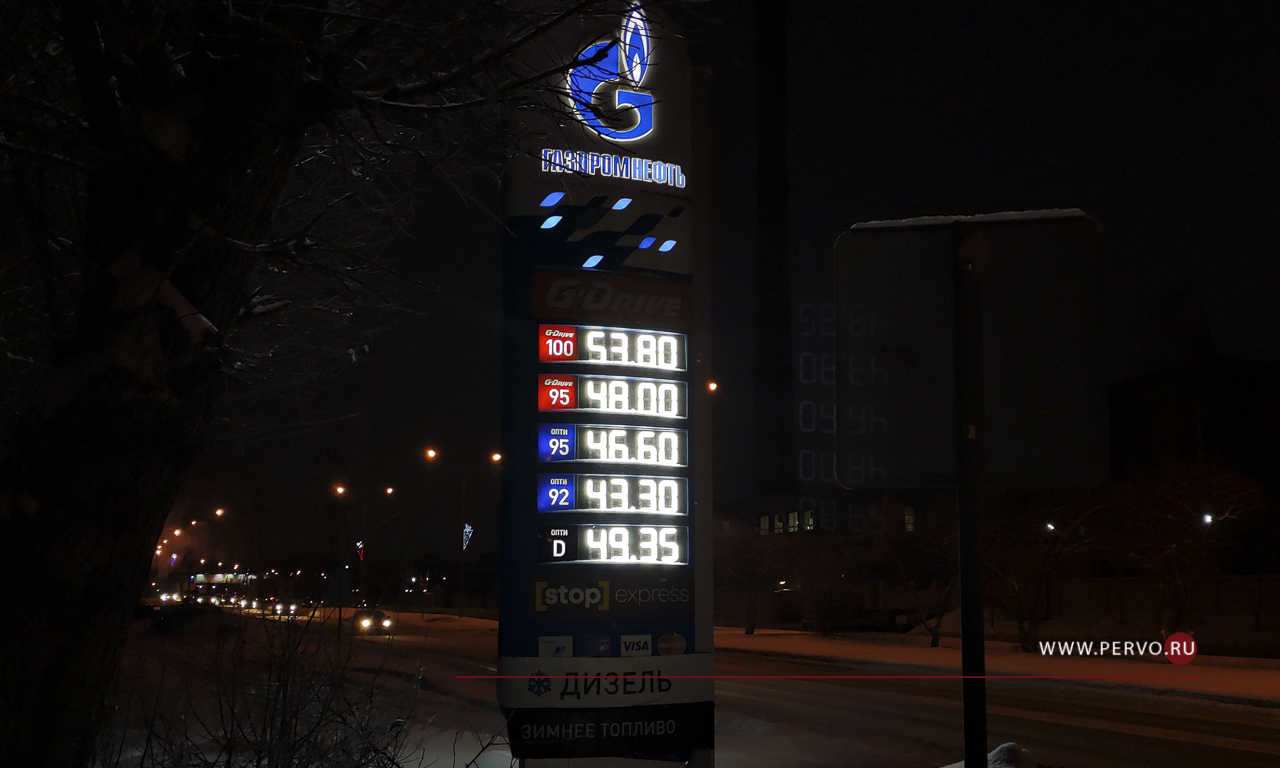 ГАЗПРОМНЕФТЬ
G-DRIVE
G-DRIVE 100 53.80
G-DRIVE 95 48.00
ОПТИ 95 46.60
ОПТИ 92 43.30
ОПТИ D 49.35
[stop] express
VISA
WWW.PERVO.RU
ДИЗЕЛЬ
ЗИМНЕЕ ТОПЛИВО